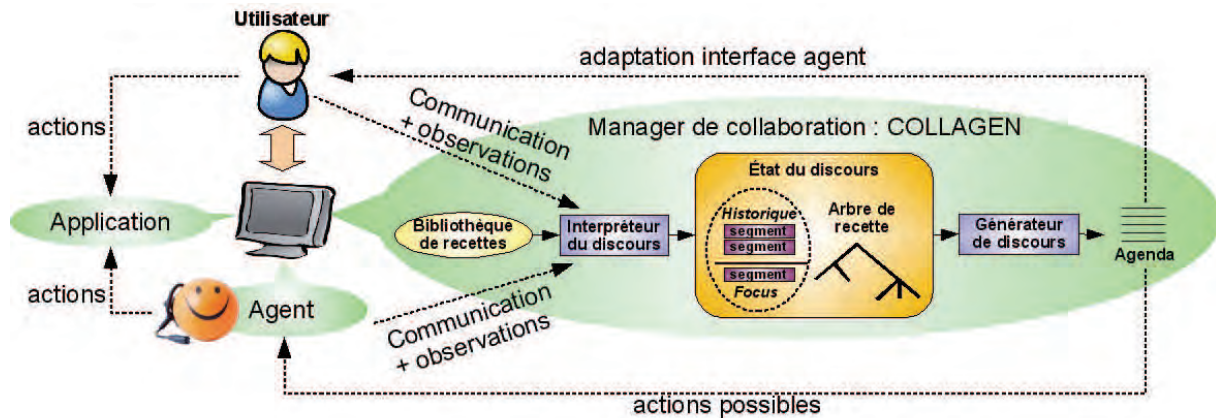 Utilisateur
adaptation interface agent
actions
Communication
+ observations
Manager de collaboration : COLLAGEN
État du discours
Application
Bibliothèque
de recettes
Interpréteur
du discours
Historique
segment
segment
segment
Focus
Arbre de
recette
Générateur
de discours
Agenda
actions
Agent
Communication
+ observations
actions possibles